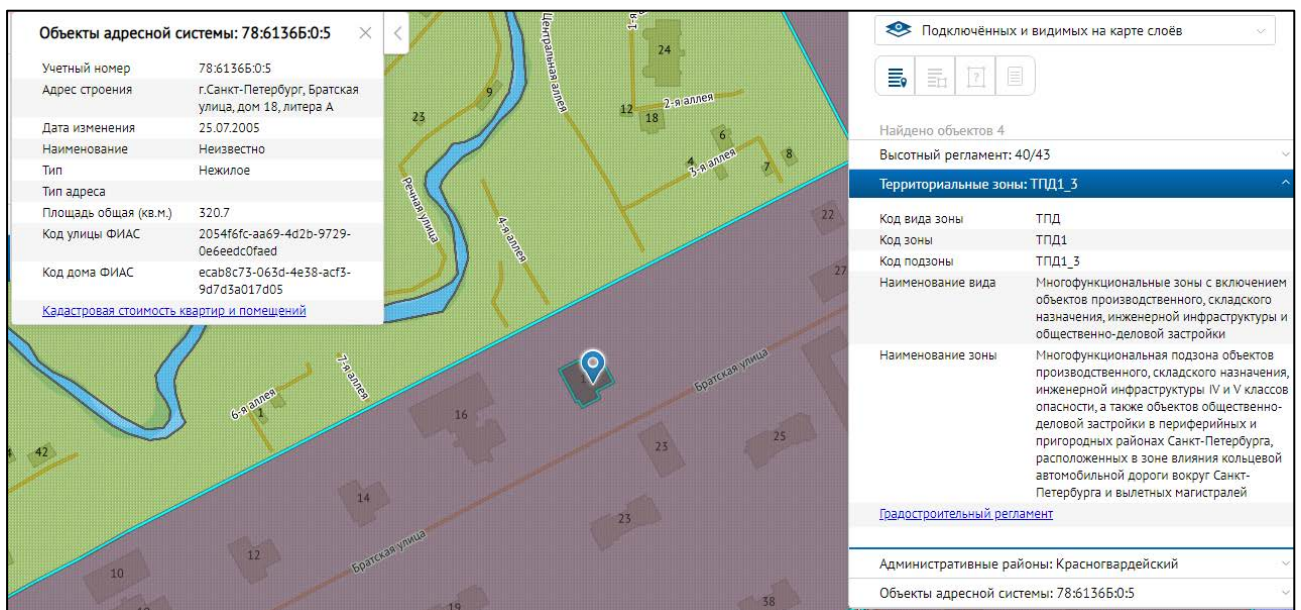 Объекты адресной системы: 78:6136Б:0:5
Учетный номер 78:6136Б:0:5
Адрес строения г.Санкт-Петербург, Братская
улица, дом 18, литера А
Дата изменения 25.07.2005
Наименование Неизвестно
Тип Нежилое
Тип адреса
Площадь общая (кв.м.) 320.7
Код улицы ФИАС 2054f6fc-aa69-4d2b-9729-
0e6eedc0faed
Код дома ФИАС ecab8c73-063d-4e38-acf3-
9d7d3a017d05
Кадастровая стоимость квартир и помещений
1-я
Центральная аллея
24
9
12
2-я аллея
18
23
6
4
3-я аллея
7
8
Речная улица
4-я аллея
22
27
7-я аллея
6-я аллея
1
16
Братская улица
42
23
25
14
23
12
Братская улица
10
19
38
Подключённых и видимых на карте слоёв
Найдено объектов 4
Высотный регламент: 40/43
Территориальные зоны: ТПД1_3
Код вида зоны ТПД
Код зоны ТПД1
Код подзоны ТПД1_3
Наименование вида Многофункциональные зоны с включением
объектов производственного, складского
назначения, инженерной инфраструктуры и
общественно-деловой застройки
Наименование зоны Многофункциональная подзона объектов
производственного, складского назначения,
инженерной инфраструктуры IV и V классов
опасности, а также объектов общественно-
деловой застройки в периферийных и
пригородных районах Санкт-Петербурга,
расположенных в зоне влияния кольцевой
автомобильной дороги вокруг Санкт-
Петербурга и вылетных магистралей
Градостроительный регламент
Административные районы: Красногвардейский
Объекты адресной системы: 78:6136Б:0:5